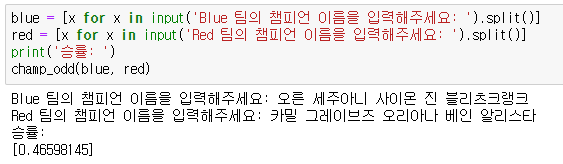 blue = [x for x in input('Blue 팀의 챔피언 이름을 입력해주세요: ').split()]
red = [x for x in input('Red 팀의 챔피언 이름을 입력해주세요: ').split()]
print('승률: ')
champ_odd(blue, red)
Blue 팀의 챔피언 이름을 입력해주세요: 오른 세주아니 사이온 진 블리츠크랭크
Red 팀의 챔피언 이름을 입력해주세요: 카밀 그레이브즈 오리아나 베인 알리스타
승률:
[0.46598145]